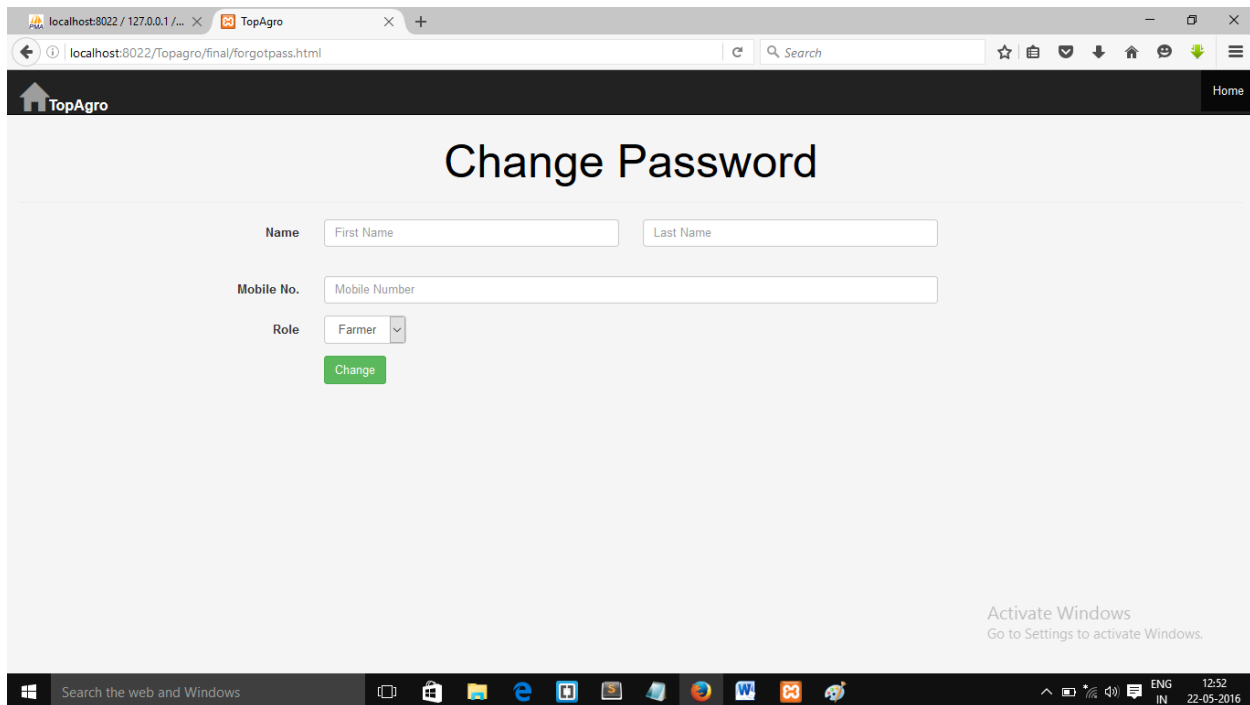 localhost:8022 / 127.0.0.1 /...
TopAgro
localhost:8022/Topagro/final/forgotpass.html
Search
TopAgro
Home
Change Password
Name
First Name
Last Name
Mobile No.
Mobile Number
Role
Farmer
Change
Activate Windows
Go to Settings to activate Windows.
Search the web and Windows
ENG
IN
12:52
22-05-2016